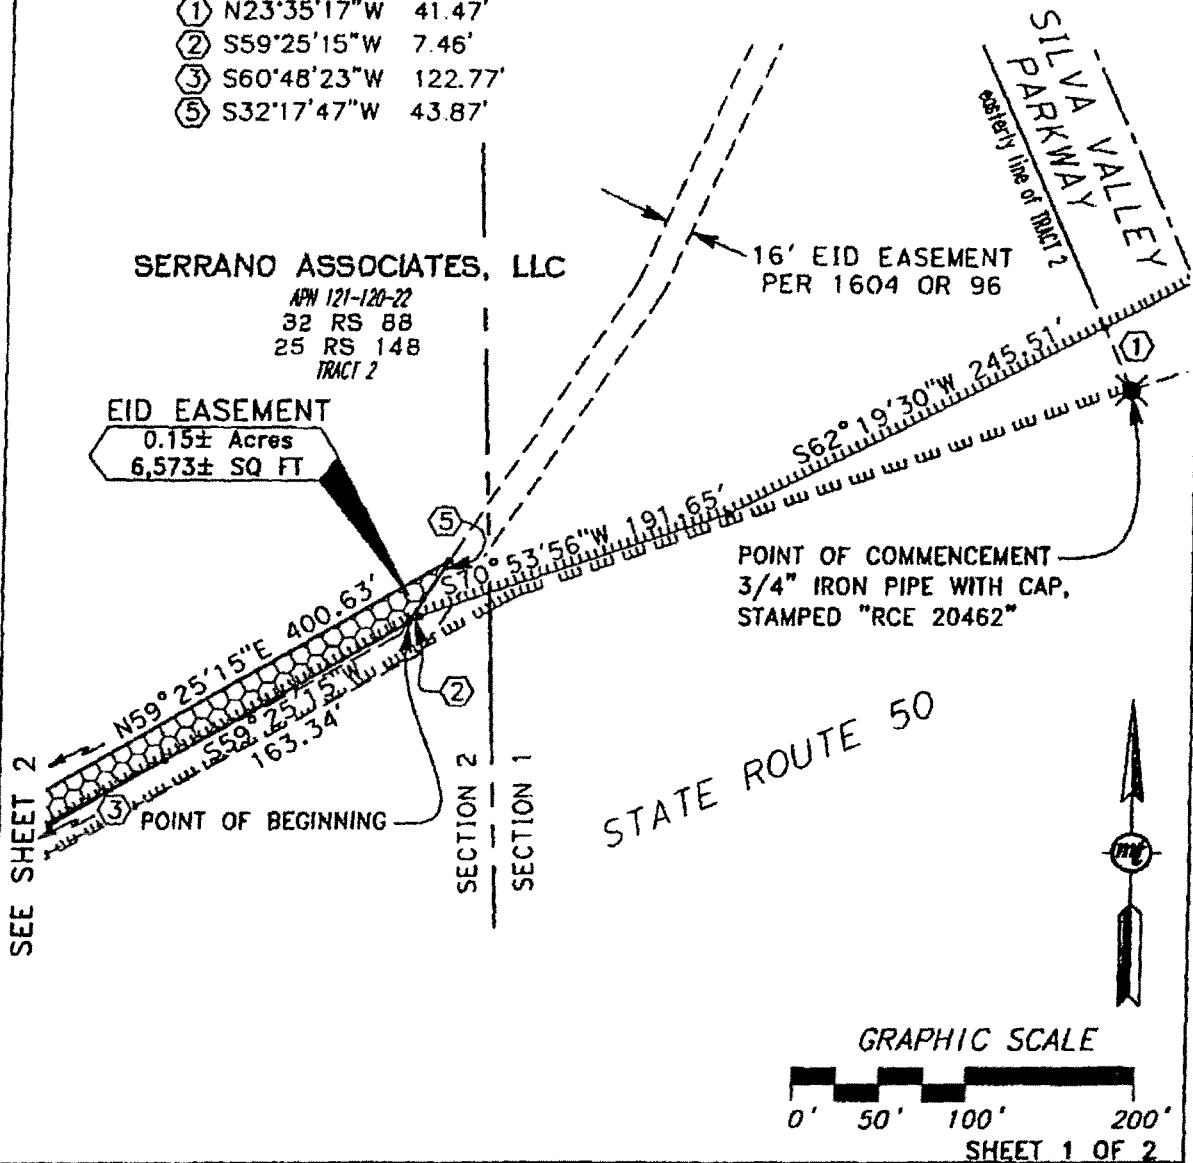 1 N23°35'17"W 41.47'
2 S59°25'15"W 7.46'
3 S60°48'23"W 122.77'
5 S32°17'47"W 43.87'
SILVA VALLEY
PARKWAY
easterly line of TRACT 2
SERRANO ASSOCIATES, LLC
APN 121-120-22
32 RS 88
25 RS 148
TRACT 2
16' EID EASEMENT
PER 1604 OR 96
1
EID EASEMENT
0.15± Acres
6,573± SQ FT
S62°19'30"W 245.51'
5
S70°53'56"W 191.65'
POINT OF COMMENCEMENT
3/4" IRON PIPE WITH CAP,
STAMPED "RCE 20462"
N59°25'15"E 400.63'
S59°25'15"W
163.34'
2
STATE ROUTE 50
3
POINT OF BEGINNING
SECTION 2
SECTION 1
SEE SHEET 2
GRAPHIC SCALE
0' 50' 100' 200'
SHEET 1 OF 2